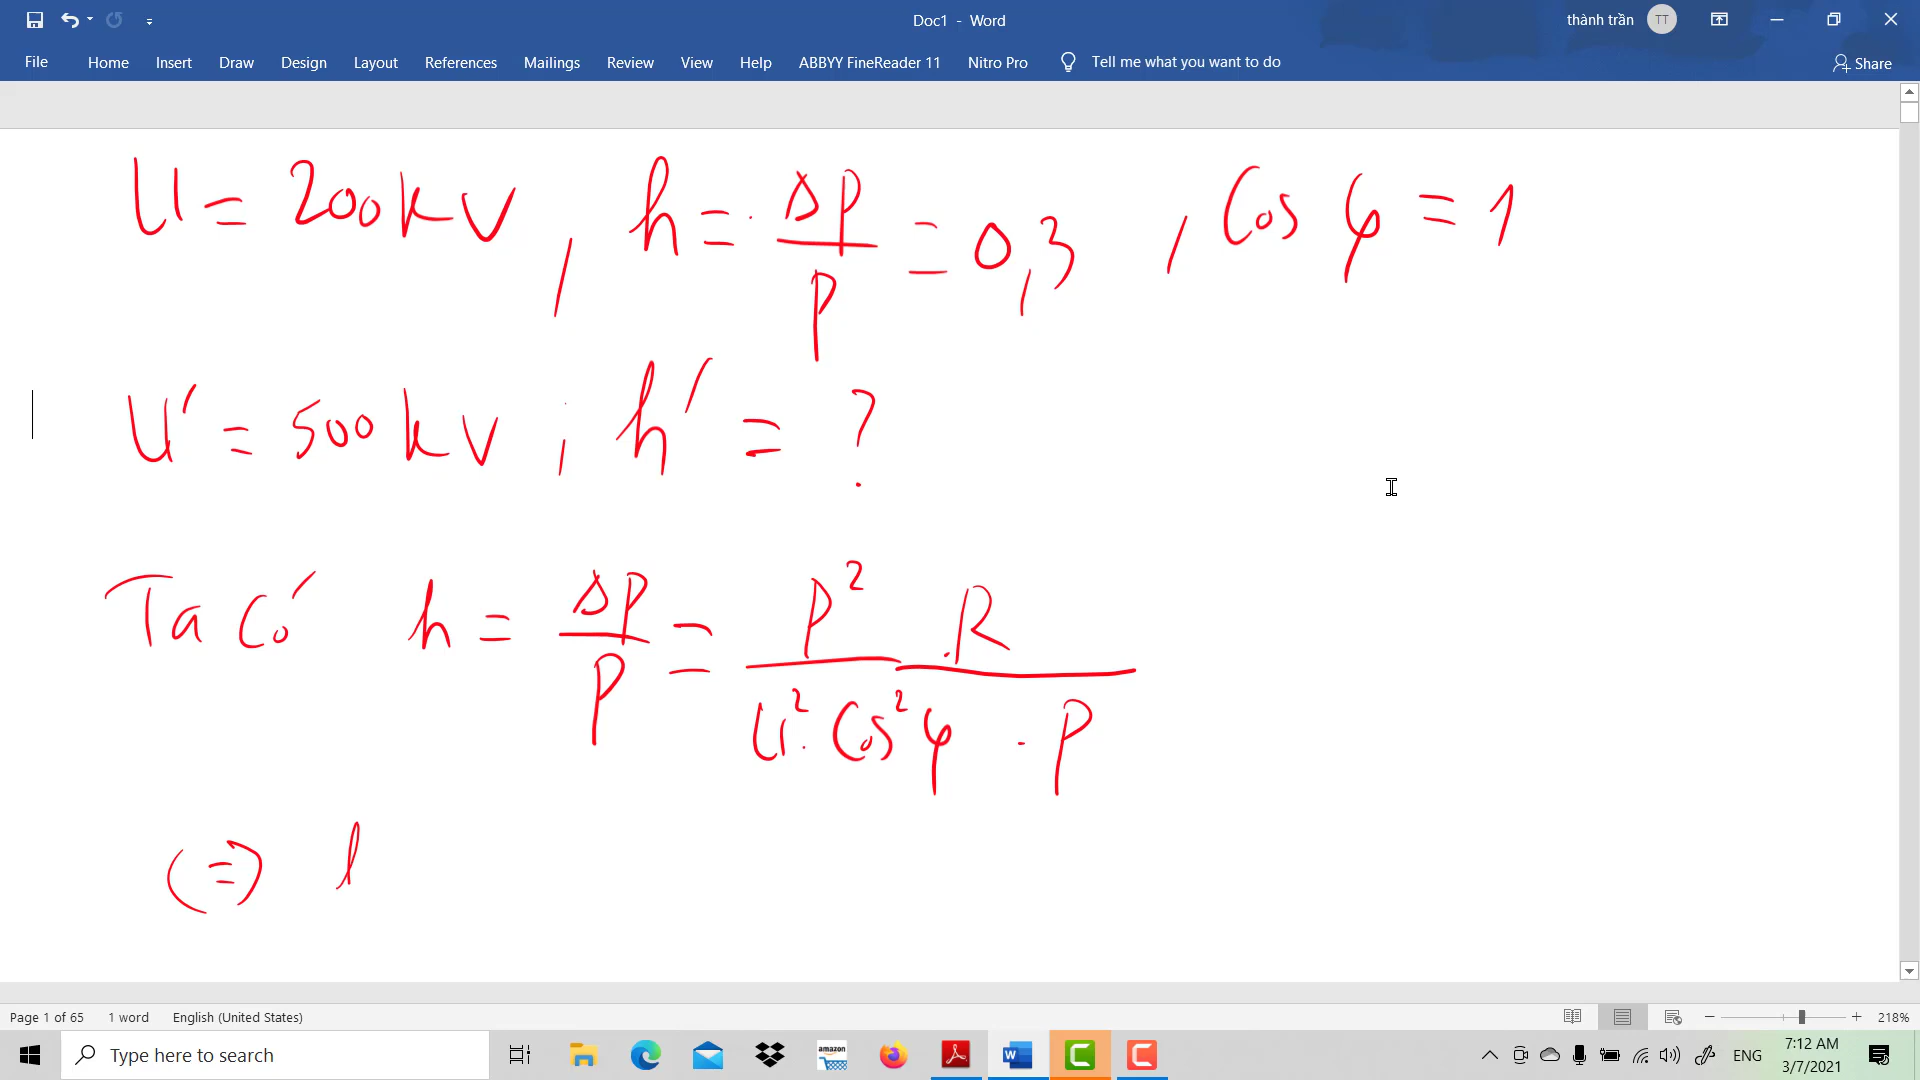 Doc1 - Word
thành trần
TT
File Home Insert Draw Design Layout References Mailings Review View Help ABBYY FineReader 11 Nitro Pro Tell me what you want to do
Share
U = 200kV, h = ΔP/P = 0,3 , Cos φ = 1
U' = 500kV ; h' = ?
Ta Có h = ΔP/P = P² .R / U². Cos²φ . P
(=)
Page 1 of 65 1 word English (United States)
218%
Type here to search
amazon
ENG
7:12 AM
3/7/2021